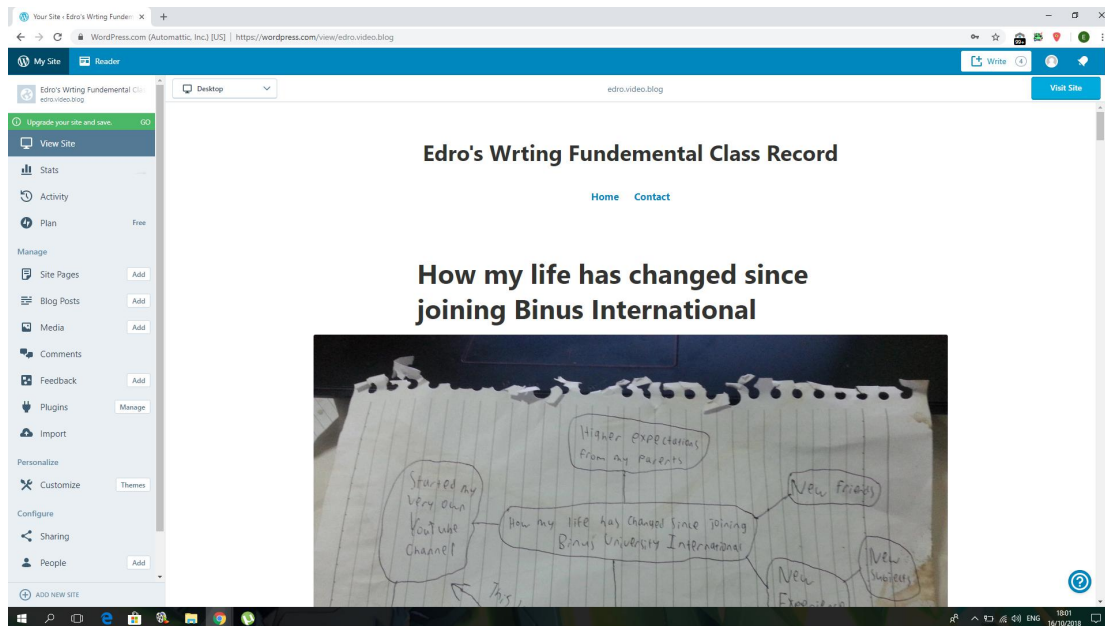 Your Site ‹ Edro's Wrting Fundem
WordPress.com (Automattic, Inc.) [US] | https://wordpress.com/view/edro.video.blog
99+
E
My Site
Reader
Write 4
Edro's Wrting Fundemental Cla
edro.video.blog
Desktop
edro.video.blog
Visit Site
Upgrade your site and save. GO
View Site
Stats
Activity
Plan Free
Manage
Site Pages Add
Blog Posts Add
Media Add
Comments
Feedback Add
Plugins Manage
Import
Personalize
Customize Themes
Configure
Sharing
People Add
ADD NEW SITE
Edro's Wrting Fundemental Class Record
Home Contact
How my life has changed since
joining Binus International
Higher expectations
from my parents
Started my
very own
YouTube
Channel
How my life has changed since joining
Binus University International
New Friends
New
Subjects
New
Experience
This
ENG
18:01
16/10/2018